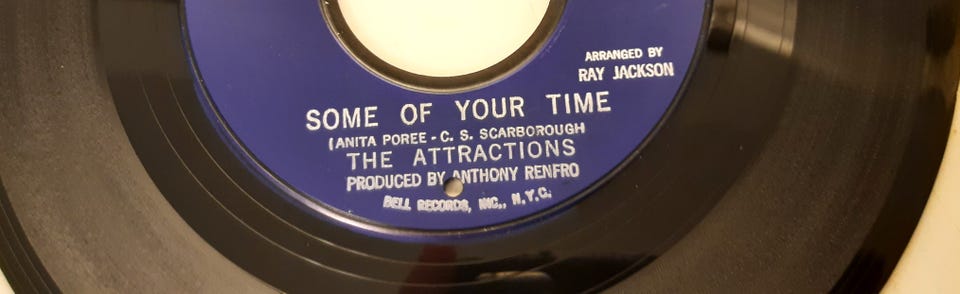 ARRANGED BY
RAY JACKSON
SOME OF YOUR TIME
(ANITA POREE - C. S. SCARBOROUGH
THE ATTRACTIONS
PRODUCED BY ANTHONY RENFRO
BELL RECORDS, INC., N.Y.C.